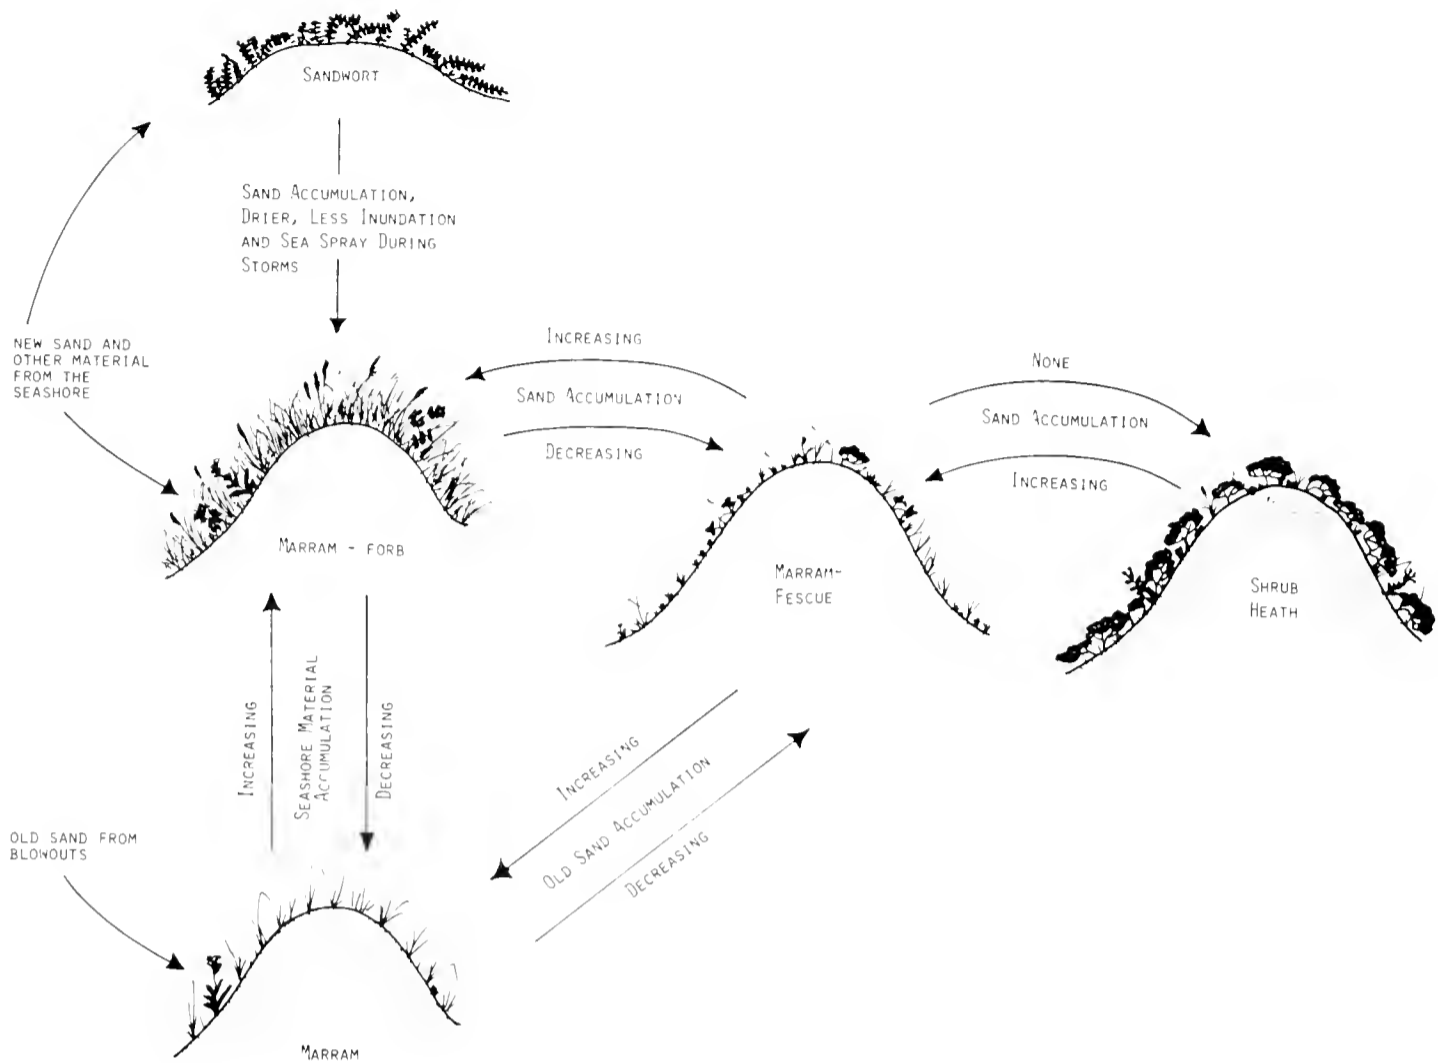 SANDWORT
SAND ACCUMULATION,
DRIER, LESS INUNDATION
AND SEA SPRAY DURING
STORMS
NEW SAND AND
OTHER MATERIAL
FROM THE
SEASHORE
INCREASING
SAND ACCUMULATION
DECREASING
NONE
SAND ACCUMULATION
INCREASING
MARRAM - FORB
MARRAM-
FESCUE
SHRUB
HEATH
INCREASING
SEASHORE MATERIAL
ACCUMULATION
DECREASING
INCREASING
OLD SAND ACCUMULATION
DECREASING
OLD SAND FROM
BLOWOUTS
MARRAM